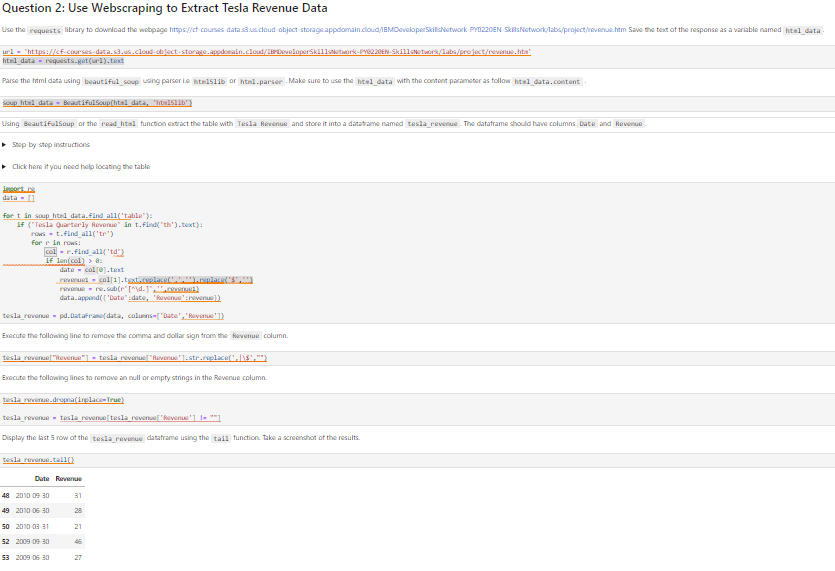 Question 2: Use Webscraping to Extract Tesla Revenue Data
Use the requests library to download the webpage https://cf-courses-data.s3.us.cloud-object-storage.appdomain.cloud/IBMDeveloperSkillsNetwork-PY0220EN-SkillsNetwork/labs/project/revenue.htm Save the text of the response as a variable named html_data.
url = 'https://cf-courses-data.s3.us.cloud-object-storage.appdomain.cloud/IBMDeveloperSkillsNetwork-PY0220EN-SkillsNetwork/labs/project/revenue.htm'
html_data = requests.get(url).text
Parse the html data using beautiful_soup using parser i.e html5lib or html.parser. Make sure to use the html_data with the content parameter as follow html_data.content.
soup_html_data = BeautifulSoup(html_data, 'html5lib')
Using BeautifulSoup or the read_html function extract the table with Tesla Revenue and store it into a dataframe named tesla_revenue. The dataframe should have columns Date and Revenue.
▶ Step-by-step instructions
▶ Click here if you need help locating the table
import re
data = []
for t in soup_html_data.find_all('table'):
if ('Tesla Quarterly Revenue' in t.find('th').text):
rows = t.find_all('tr')
for r in rows:
col = r.find_all('td')
if len(col) > 0:
date = col[0].text
revenue1 = col[1].text.replace(',','').replace('$','')
revenue = re.sub(r'[^\d.]','',revenue1)
data.append({'Date':date, 'Revenue':revenue})
tesla_revenue = pd.DataFrame(data, columns=['Date','Revenue'])
Execute the following line to remove the comma and dollar sign from the Revenue column.
tesla_revenue["Revenue"] = tesla_revenue['Revenue'].str.replace(',|\$',"")
Execute the following lines to remove an null or empty strings in the Revenue column.
tesla_revenue.dropna(inplace=True)
tesla_revenue = tesla_revenue[tesla_revenue['Revenue'] != ""]
Display the last 5 row of the tesla_revenue dataframe using the tail function. Take a screenshot of the results.
tesla_revenue.tail()
Date Revenue
48 2010-09-30 31
49 2010-06-30 28
50 2010-03-31 21
52 2009-09-30 46
53 2009-06-30 27